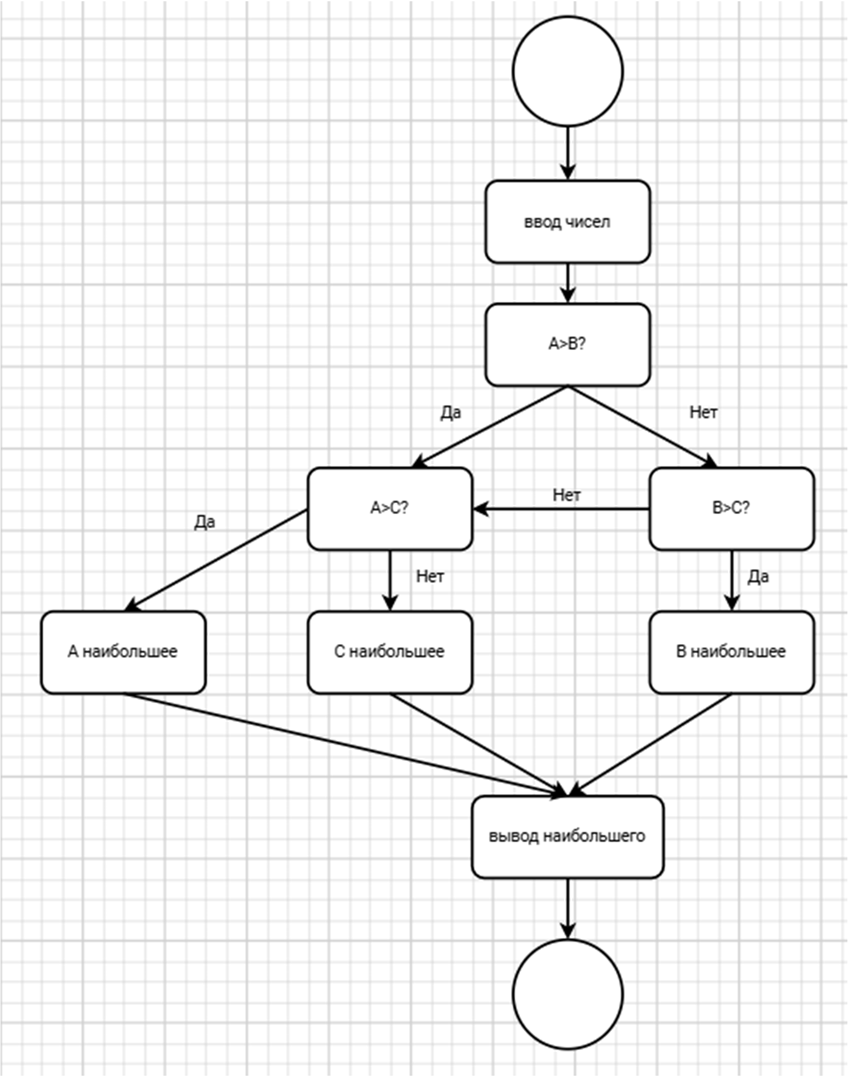 ввод чисел
A>B?
Да
Нет
A>C?
Нет
B>C?
Да
Нет
Да
А наибольшее
С наибольшее
В наибольшее
вывод наибольшего